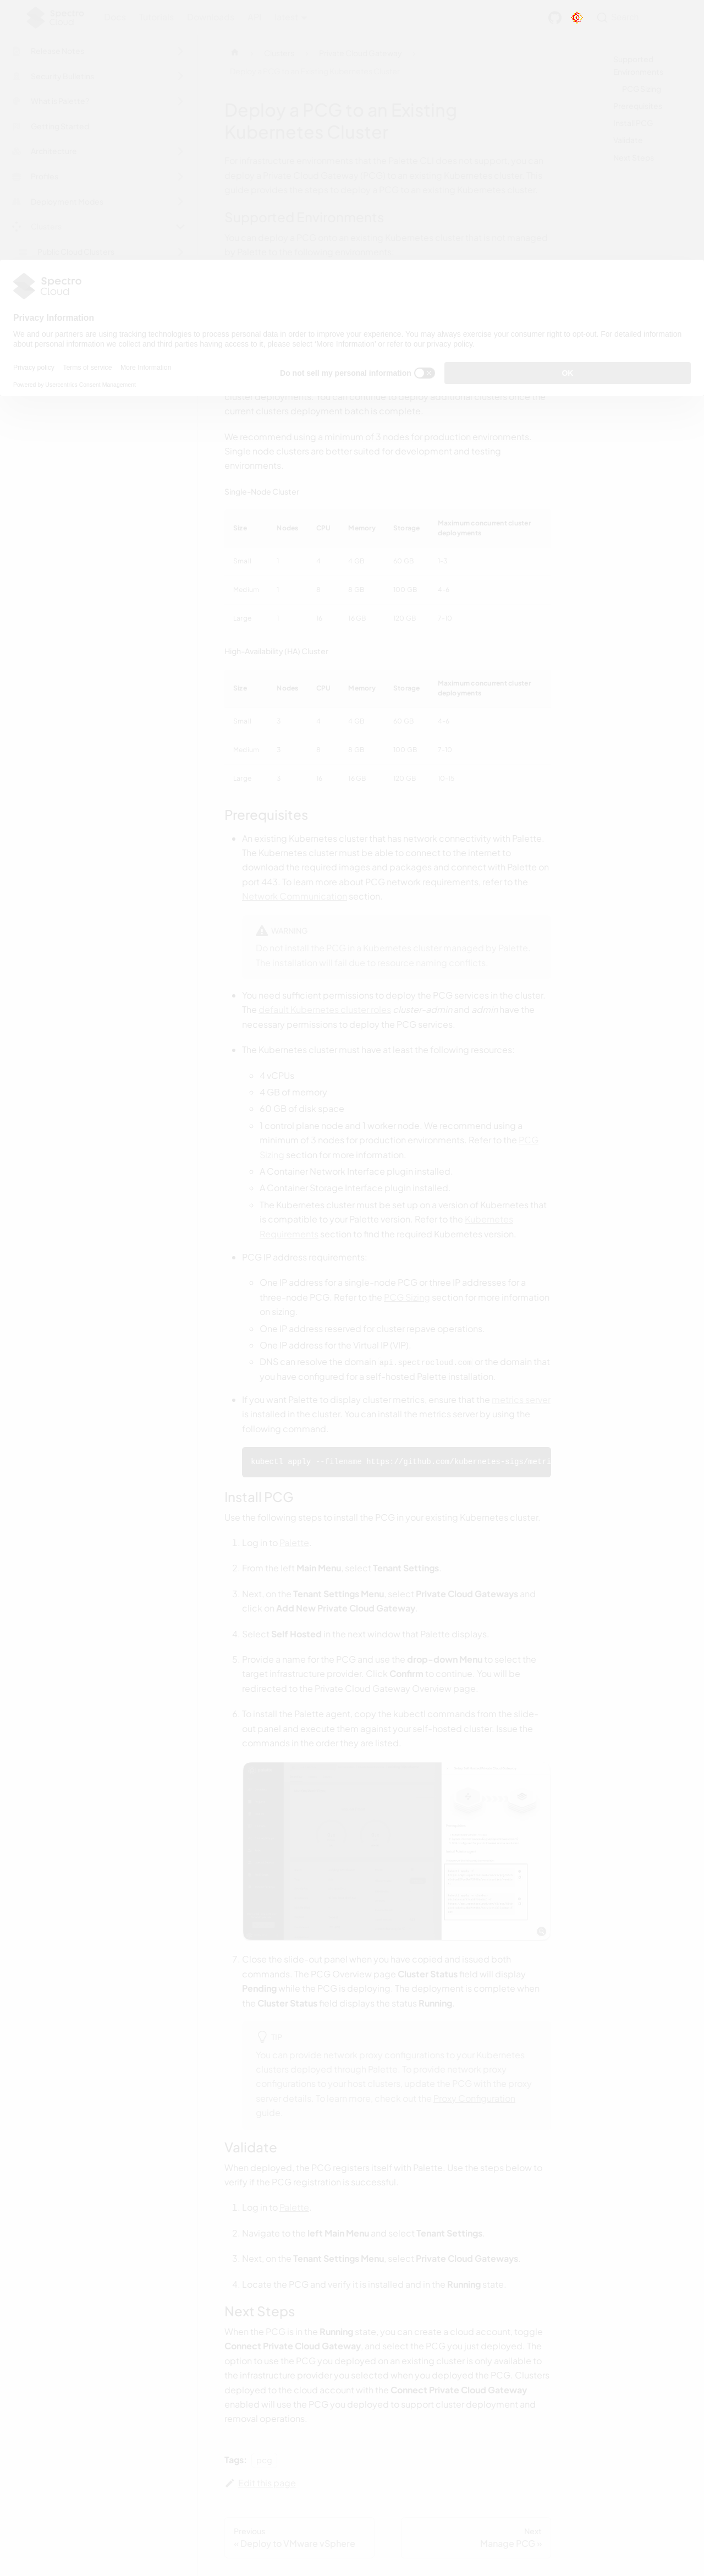 Deploy a PCG to an Existing
Kubernetes Cluster
Supported Environments
Spectro
Cloud
Privacy Information
We and our partners are using tracking technologies to process personal data in order to improve your experience. You may always exercise your consumer right to opt out. For detailed information
about personal information we collect and third parties having access to it, please select 'More Information' or refer to our privacy policy.
Privacy policy Terms of service More Information
Do not sell my personal information
OK
current clusters deployment batch is complete.
We recommend using a minimum of 3 nodes for production environments.
Single node clusters are better suited for development and testing
environments.
Single-Node Cluster
Size Nodes CPU Memory Storage Maximum concurrent cluster
deployments
Small 1 4 4 GB 60 GB 1-3
Medium 1 8 8 GB 100 GB 4-6
Large 1 16 16 GB 120 GB 7-10
High-Availability (HA) Cluster
Size Nodes CPU Memory Storage Maximum concurrent cluster
deployments
Small 3 4 4 GB 60 GB
Medium 3 8 8 GB 100 GB
Large 3 16 16 GB 120 GB
Prerequisites
An existing Kubernetes cluster that has network connectivity with Palette.
The Kubernetes cluster must be able to connect to the internet to
download the required images and packages and connect with Palette on
port 443. To learn more about PCG network requirements, refer to the
Network Communication section.
WARNING
Do not install the PCG in a Kubernetes cluster managed by Palette.
The installation will fail due to resource naming conflicts.
You need sufficient permissions to deploy the PCG services in the cluster.
The default Kubernetes cluster roles cluster-admin and admin have the
necessary permissions to deploy the PCG services.
The Kubernetes cluster must have at least the following resources:
4 vCPUs
4 GB of memory
60 GB of disk space
1 control plane node and 1 worker node. We recommend using a
minimum of 3 nodes for production environments. Refer to the PCG
Sizing section for more information.
A Container Network Interface plugin installed.
A Container Storage Interface plugin installed.
The Kubernetes cluster must be set up on a version of Kubernetes that
is compatible to your Palette version. Refer to the Kubernetes
Requirements section to find the required Kubernetes version.
PCG IP address requirements:
One IP address for a single-node PCG or three IP addresses for a
three-node PCG. Refer to the PCG Sizing section for more information
on sizing.
One IP address reserved for cluster repave operations.
One IP address for the Virtual IP (VIP).
DNS can resolve the domain api.spectrocloud.com or the domain that
you have configured for a self-hosted Palette installation.
If you want Palette to display cluster metrics, ensure that the metrics server
is installed in the cluster. You can install the metrics server by using the
following command.
kubectl apply --filename https://github.com/kubernetes-sigs/metri
Install PCG
Use the following steps to install the PCG in your existing Kubernetes cluster.
1. Log in to Palette.
2. From the left Main Menu, select Tenant Settings.
3. Next, on the Tenant Settings Menu, select Private Cloud Gateways and
click on Add New Private Cloud Gateway.
4. Select Self Hosted in the next window that Palette displays.
5. Provide a name for the PCG and use the drop-down Menu to select the
target infrastructure provider. Click Confirm to continue. You will be
redirected to the Private Cloud Gateway Overview page.
6. To install the Palette agent, copy the kubectl commands from the slide-
out panel and execute them against your self-hosted cluster. Issue the
commands in the order they are listed.
7. Close the slide-out panel when you have copied and issued both
commands. The PCG Overview page Cluster Status field will display
Pending while the PCG is deploying. The deployment is complete when
the Cluster Status field displays the status Running.
TIP
You can provide network proxy configurations to your Kubernetes
clusters deployed through Palette. To provide network proxy
configurations to your host clusters, update the PCG with the proxy
server details. To learn more, check out the Proxy Configuration
guide.
Validate
When deployed, the PCG registers itself with Palette. Use the steps below to
verify if the PCG registration is successful.
1. Log in to Palette.
2. Navigate to the left Main Menu and select Tenant Settings.
3. Next, on the Tenant Settings Menu, select Private Cloud Gateways.
4. Locate the PCG and verify it is installed and in the Running state.
Next Steps
When the PCG is in the Running state, you can create a cloud account, toggle
Connect Private Cloud Gateway, and select the PCG you just deployed. The
option to use the PCG you deployed on an existing cluster is only available to
the infrastructure provider you selected when you deployed the PCG. Clusters
deployed to the cloud account with the Connect Private Cloud Gateway
enabled will use the PCG you deployed to support cluster deployment and
removal operations.
Tags: pcg
Edit this page
Previous
« Deploy to VMware vSphere
Next
Manage PCG »